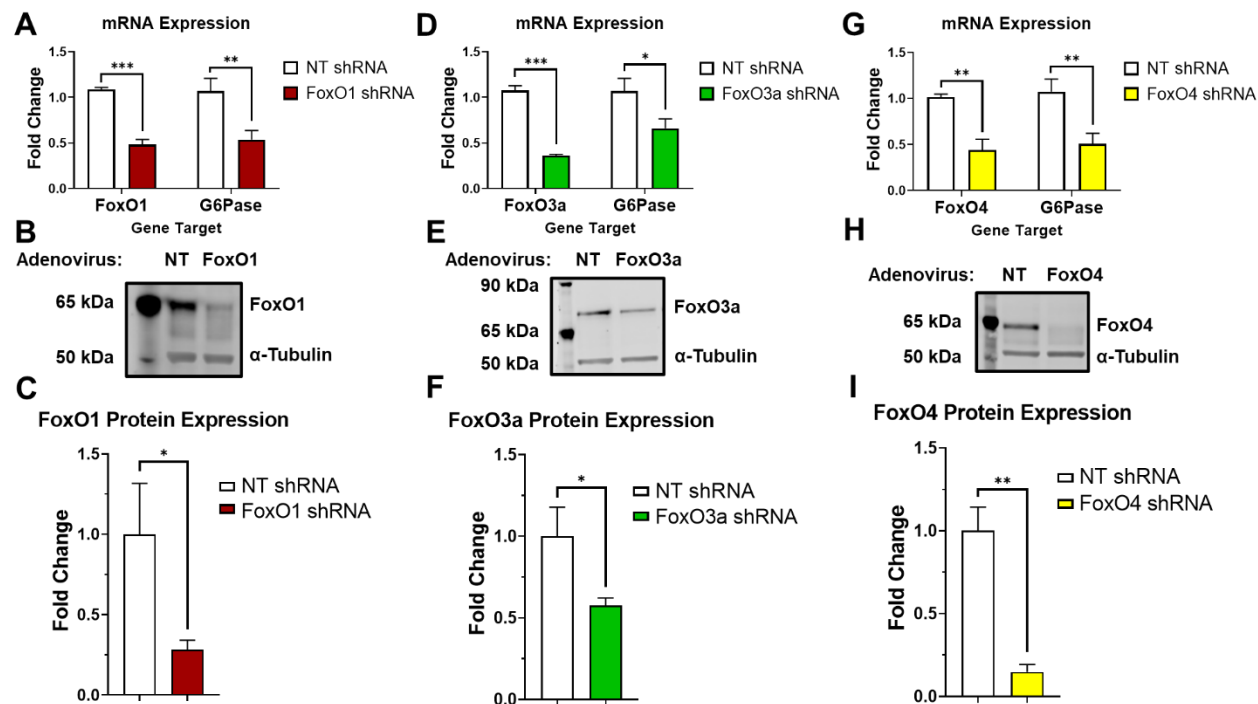 A
mRNA Expression
1.5
1.0
0.5
0.0
Fold Change
***
**
NT shRNA
FoxO1 shRNA
FoxO1
G6Pase
Gene Target
B
Adenovirus: NT FoxO1
65 kDa
50 kDa
FoxO1
α-Tubulin
C
FoxO1 Protein Expression
1.5
1.0
0.5
0.0
Fold Change
*
NT shRNA
FoxO1 shRNA
D
mRNA Expression
1.5
1.0
0.5
0.0
Fold Change
***
*
NT shRNA
FoxO3a shRNA
FoxO3a
G6Pase
Gene Target
E
Adenovirus: NT FoxO3a
90 kDa
65 kDa
50 kDa
FoxO3a
α-Tubulin
F
FoxO3a Protein Expression
1.5
1.0
0.5
0.0
Fold Change
*
NT shRNA
FoxO3a shRNA
G
mRNA Expression
1.5
1.0
0.5
0.0
Fold Change
**
**
NT shRNA
FoxO4 shRNA
FoxO4
G6Pase
Gene Target
H
Adenovirus: NT FoxO4
65 kDa
50 kDa
FoxO4
α-Tubulin
I
FoxO4 Protein Expression
1.5
1.0
0.5
0.0
Fold Change
**
NT shRNA
FoxO4 shRNA